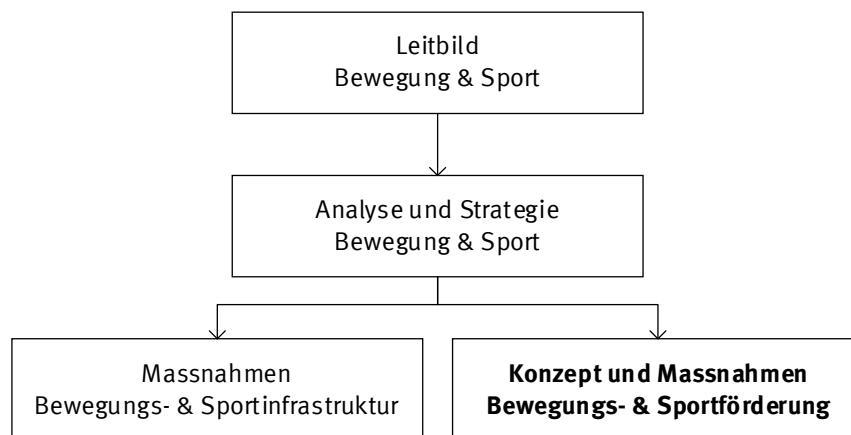 Leitbild
Bewegung & Sport
Analyse und Strategie
Bewegung & Sport
Massnahmen
Bewegungs- & Sportinfrastruktur
Konzept und Massnahmen
Bewegungs- & Sportförderung